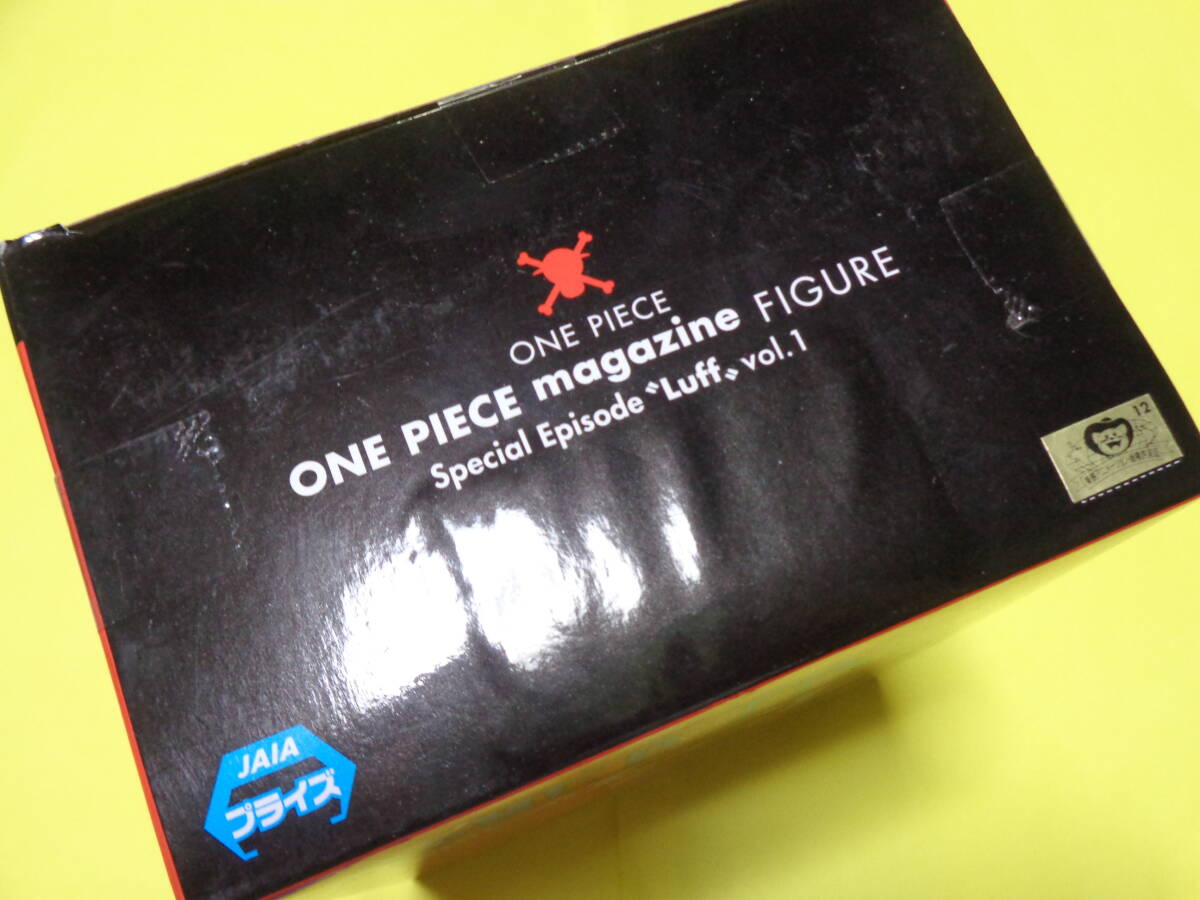 ONE PIECE
ONE PIECE magazine FIGURE
Special Episode〝Luff〟vol.1
12
JAIA
プライズ